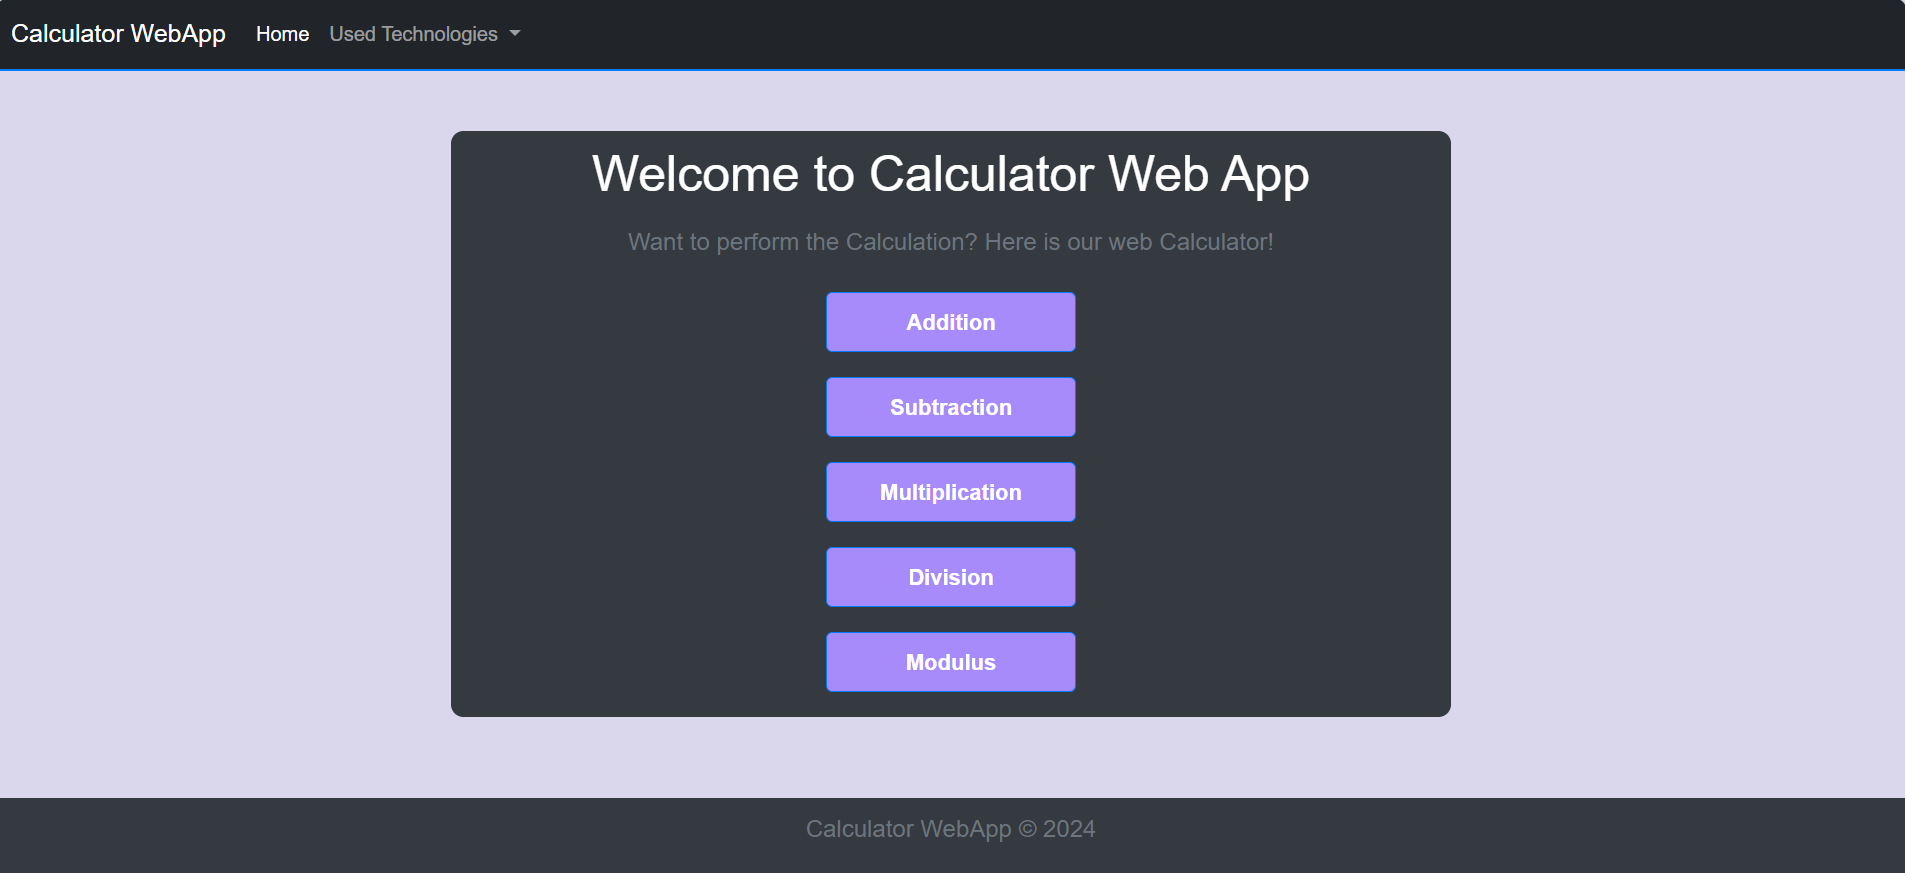 Calculator WebApp Home Used Technologies
Welcome to Calculator Web App
Want to perform the Calculation? Here is our web Calculator!
Addition
Subtraction
Multiplication
Division
Modulus
Calculator WebApp © 2024